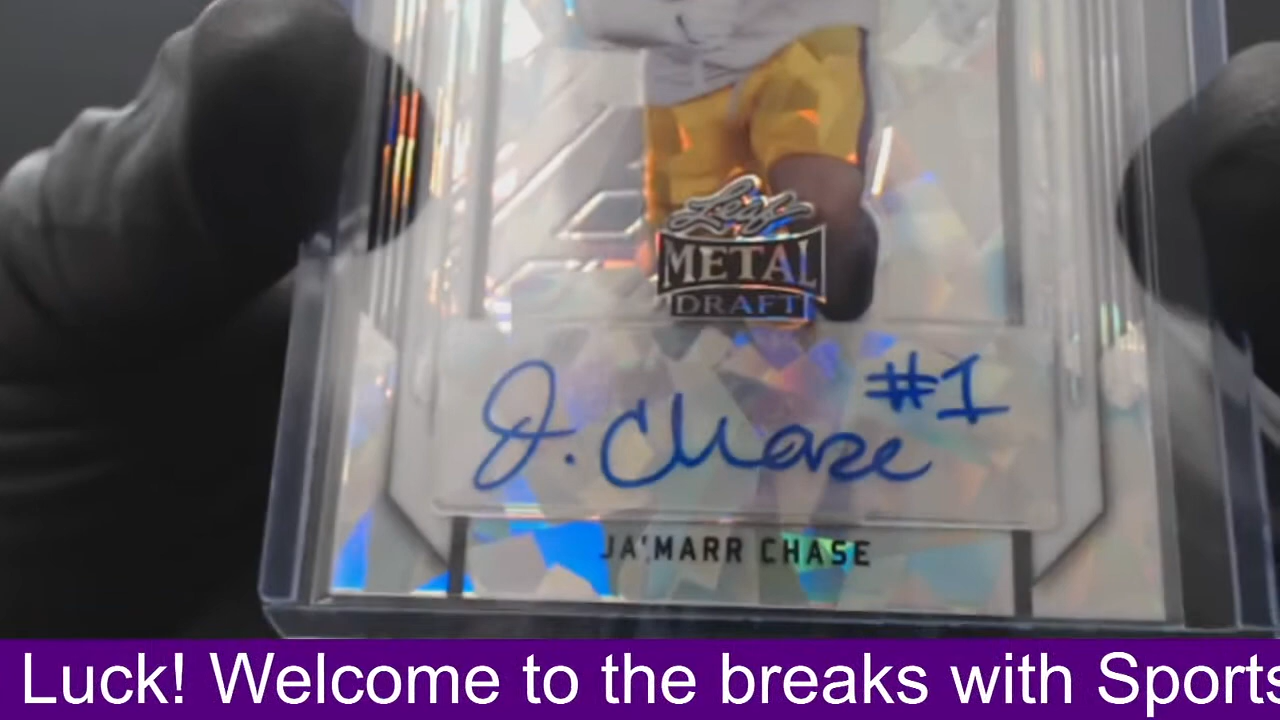 Leaf
METAL
DRAFT
J. Chase #1
JA'MARR CHASE
Luck! Welcome to the breaks with Sports